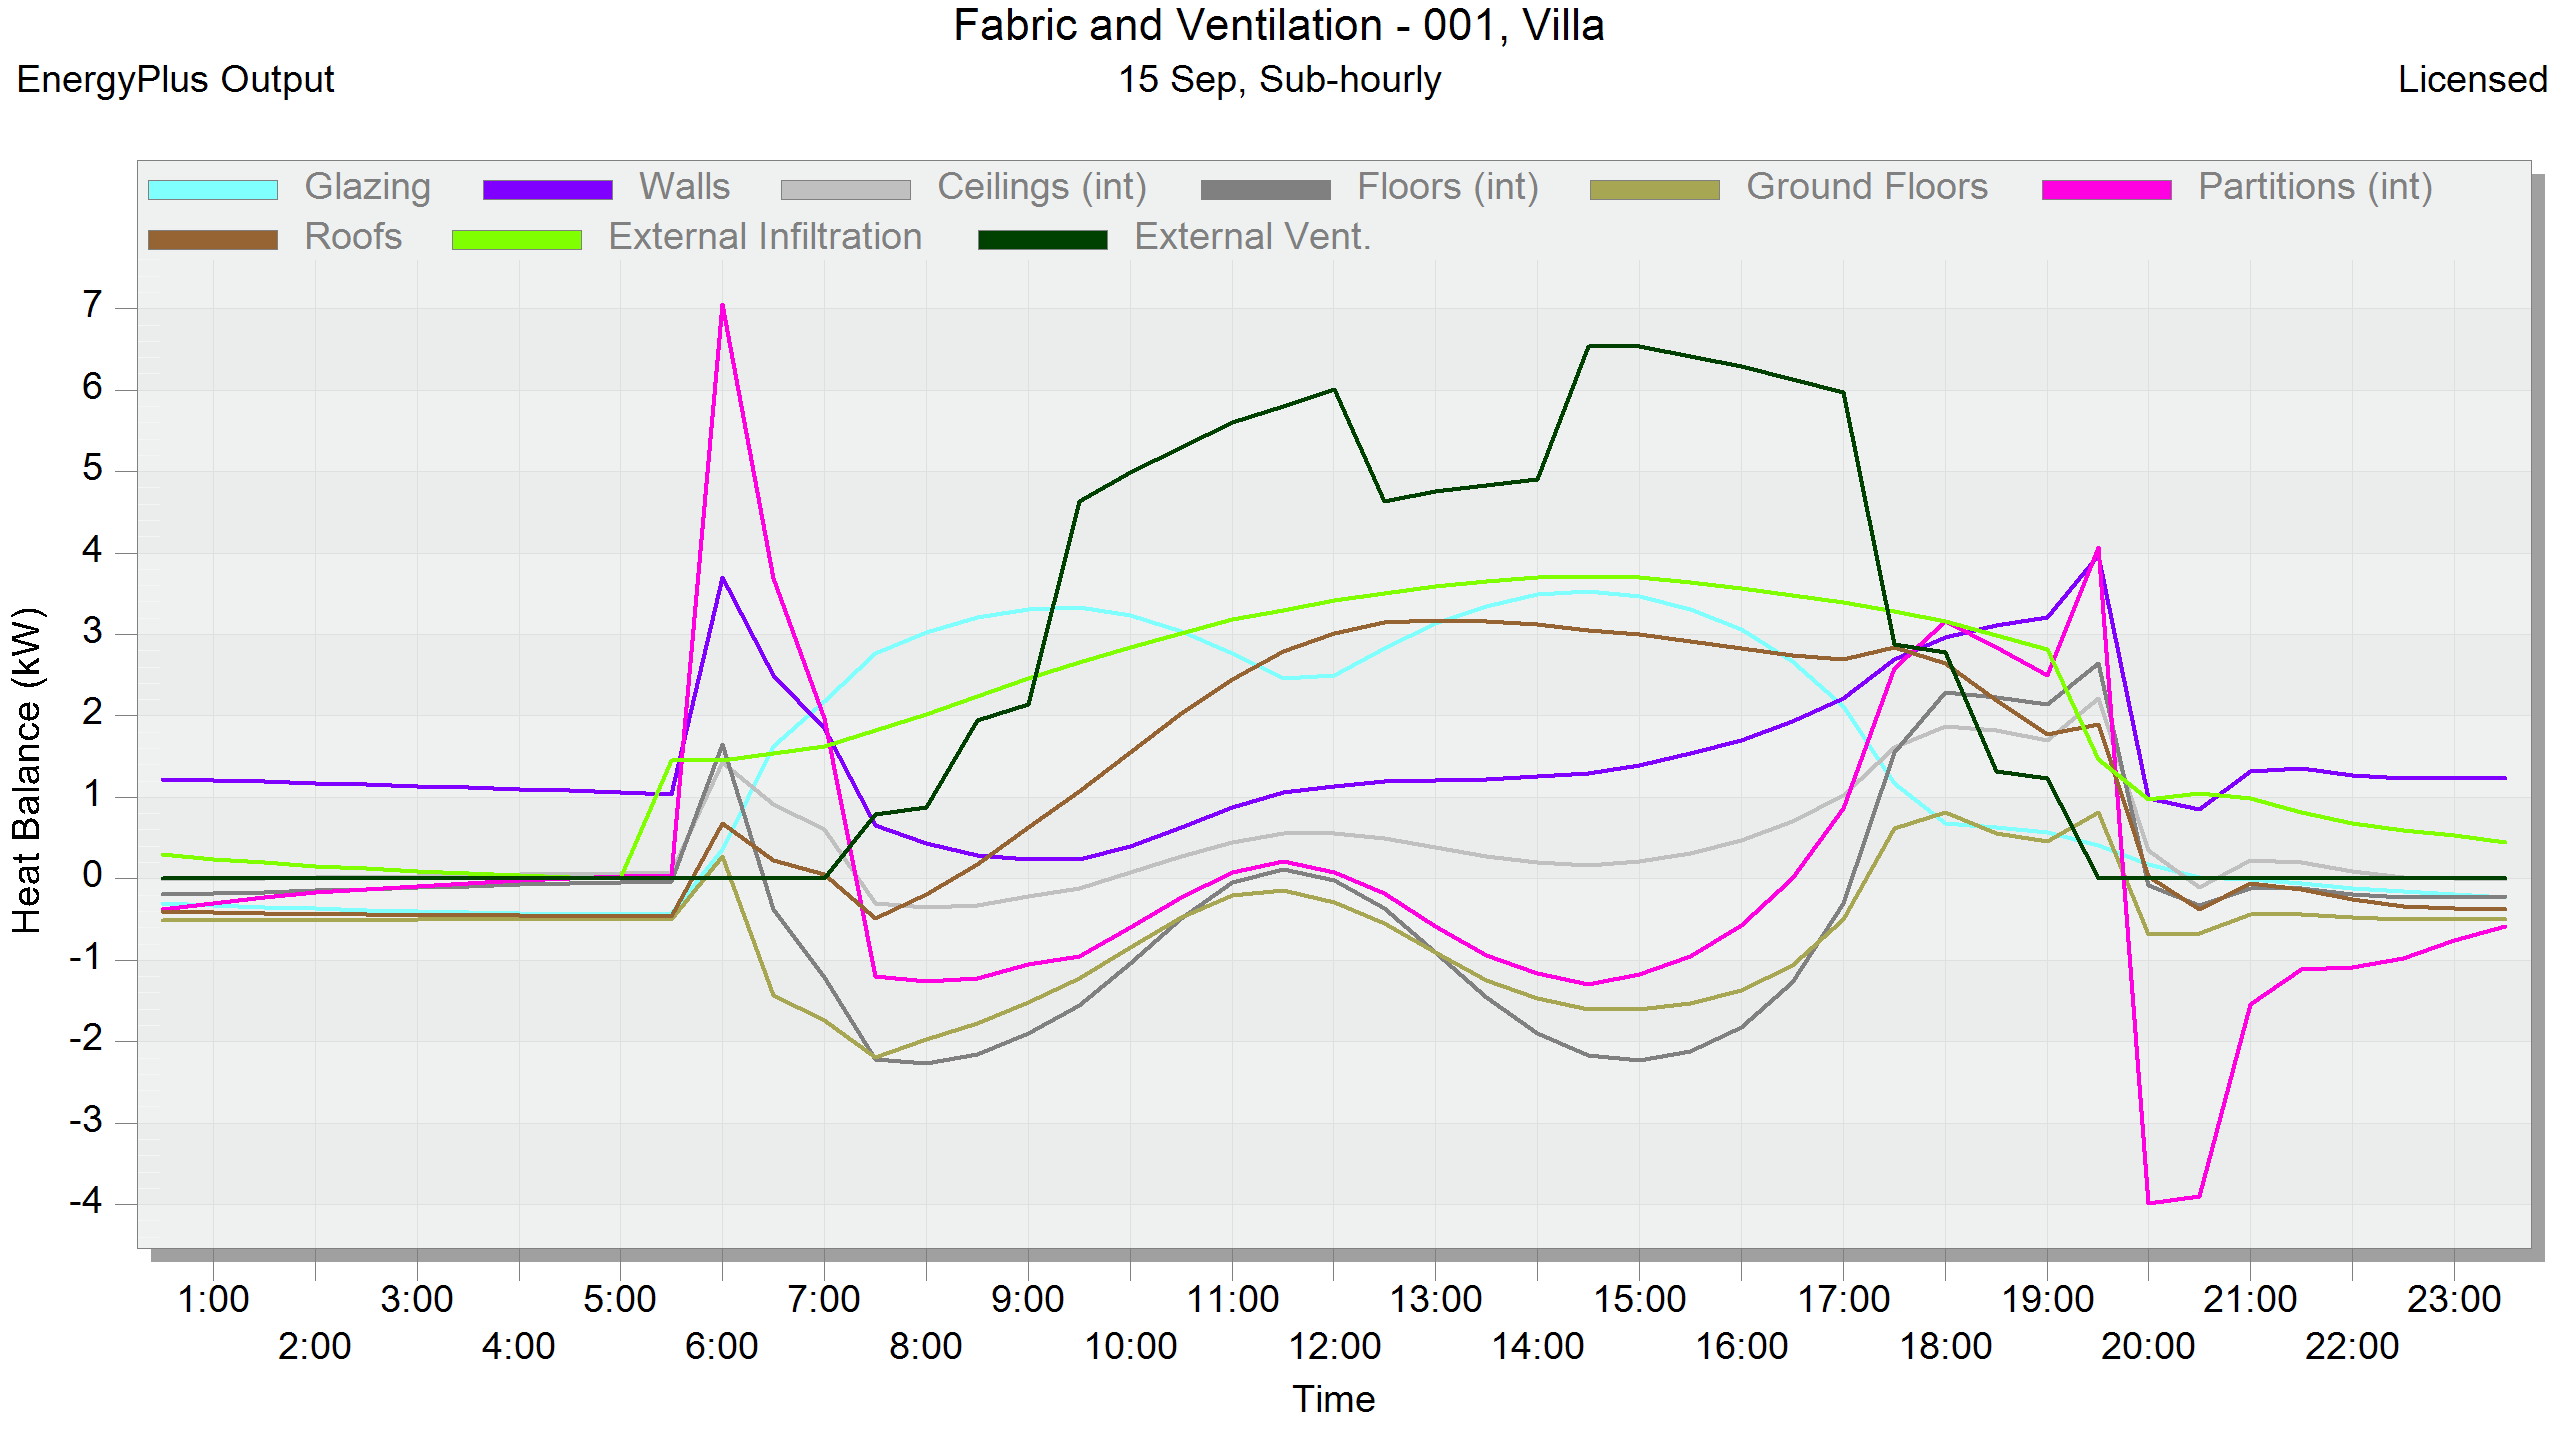 Fabric and Ventilation - 001, Villa
EnergyPlus Output 15 Sep, Sub-hourly Licensed
Glazing Walls Ceilings (int) Floors (int) Ground Floors Partitions (int)
Roofs External Infiltration External Vent.
7
6
5
4
3
2
1
0
-1
-2
-3
-4
Heat Balance (kW)
1:00 3:00 5:00 7:00 9:00 11:00 13:00 15:00 17:00 19:00 21:00 23:00
2:00 4:00 6:00 8:00 10:00 12:00 14:00 16:00 18:00 20:00 22:00
Time